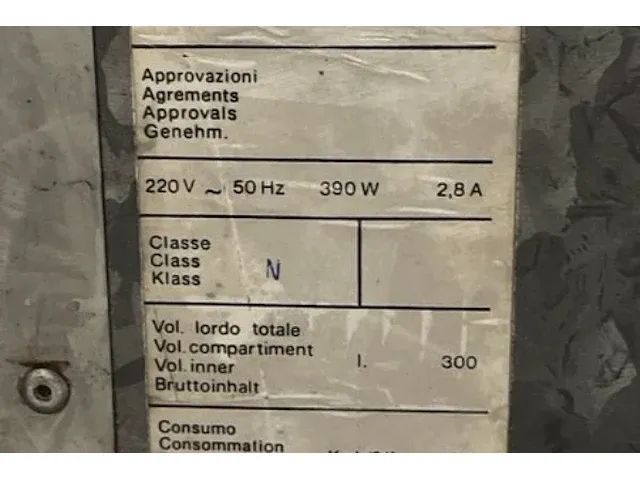 Approvazioni
Agrements
Approvals
Genehm.
220 V ~ 50 Hz 390 W 2,8 A
Classe
Class N
Klass
Vol. lordo totale
Vol. compartiment
Vol. inner l. 300
Bruttoinhalt
Consumo
Consommation